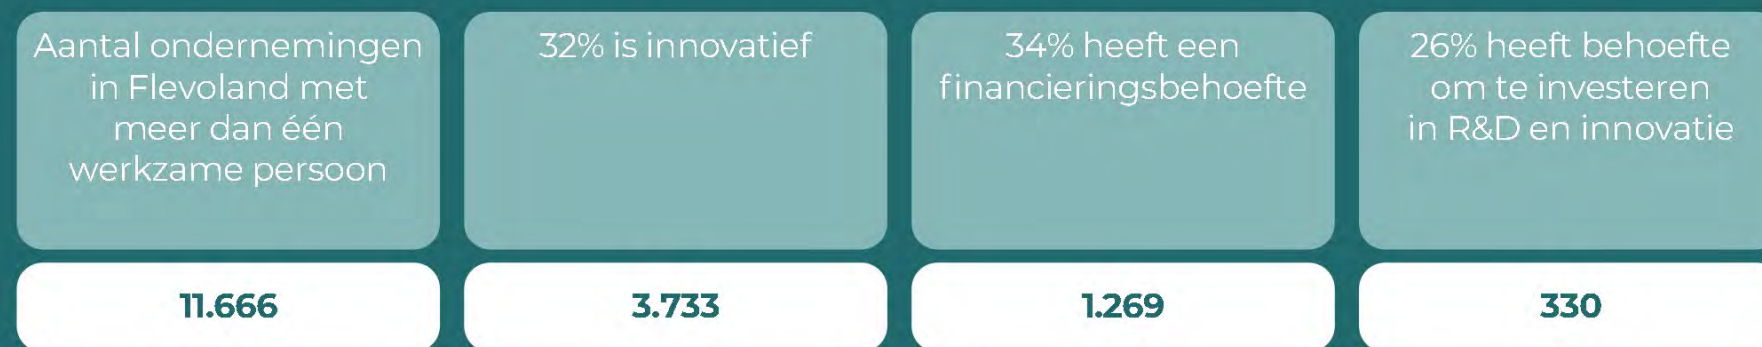 Aantal ondernemingen
in Flevoland met
meer dan één
werkzame persoon
11.666
32% is innovatief
3.733
34% heeft een
financieringsbehoefte
1.269
26% heeft behoefte
om te investeren
in R&D en innovatie
330